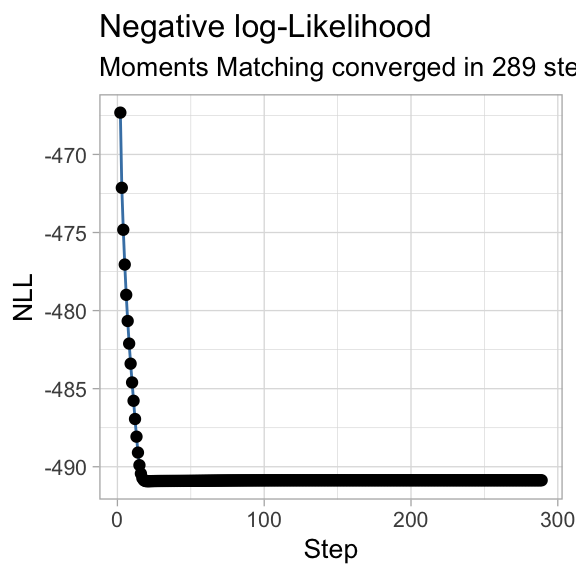 Negative log-Likelihood
Moments Matching converged in 289 ste
-470
-475
-480
-485
-490
NLL
0
100
200
300
Step